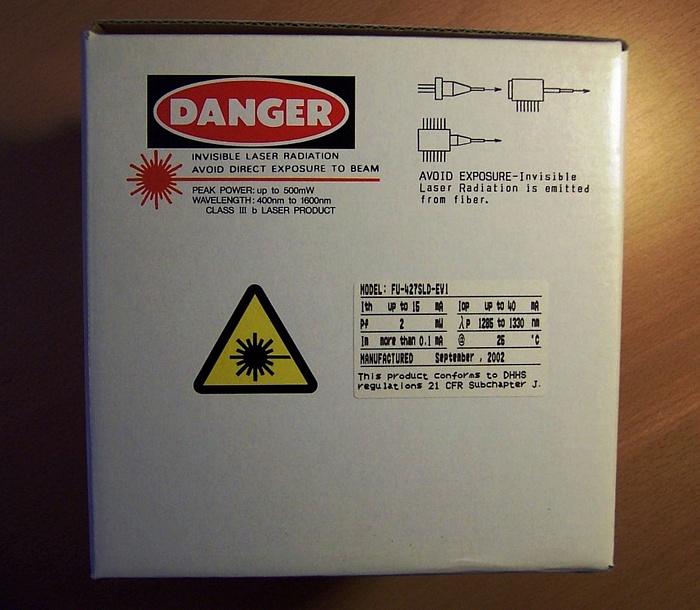 DANGER
INVISIBLE LASER RADIATION
AVOID DIRECT EXPOSURE TO BEAM
PEAK POWER: up to 500mW
WAVELENGTH: 400nm to 1600nm
CLASS III b LASER PRODUCT
AVOID EXPOSURE-Invisible
Laser Radiation is emitted
from fiber.
MODEL: FU-427SLD-EV1
Ith up to 15 mA Iop up to 40 mA
Pf 2 mW λp 1285 to 1330 nm
Im more than 0.1 mA @ 25 °C
MANUFACTURED September , 2002
This product conforms to DHHS
regulations 21 CFR Subchapter J.